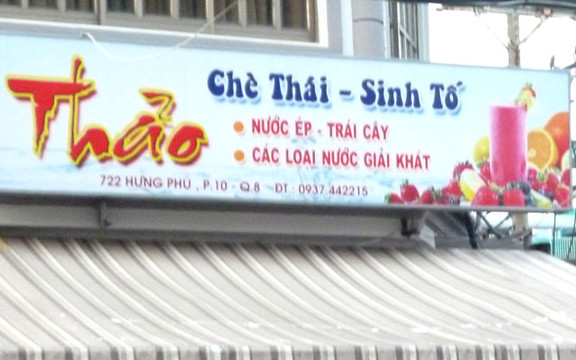 Thảo
Chè Thái - Sinh Tố
NƯỚC ÉP - TRÁI CÂY
CÁC LOẠI NƯỚC GIẢI KHÁT
722 HƯNG PHÚ, P.10 - Q.8 ĐT: 0937 442215